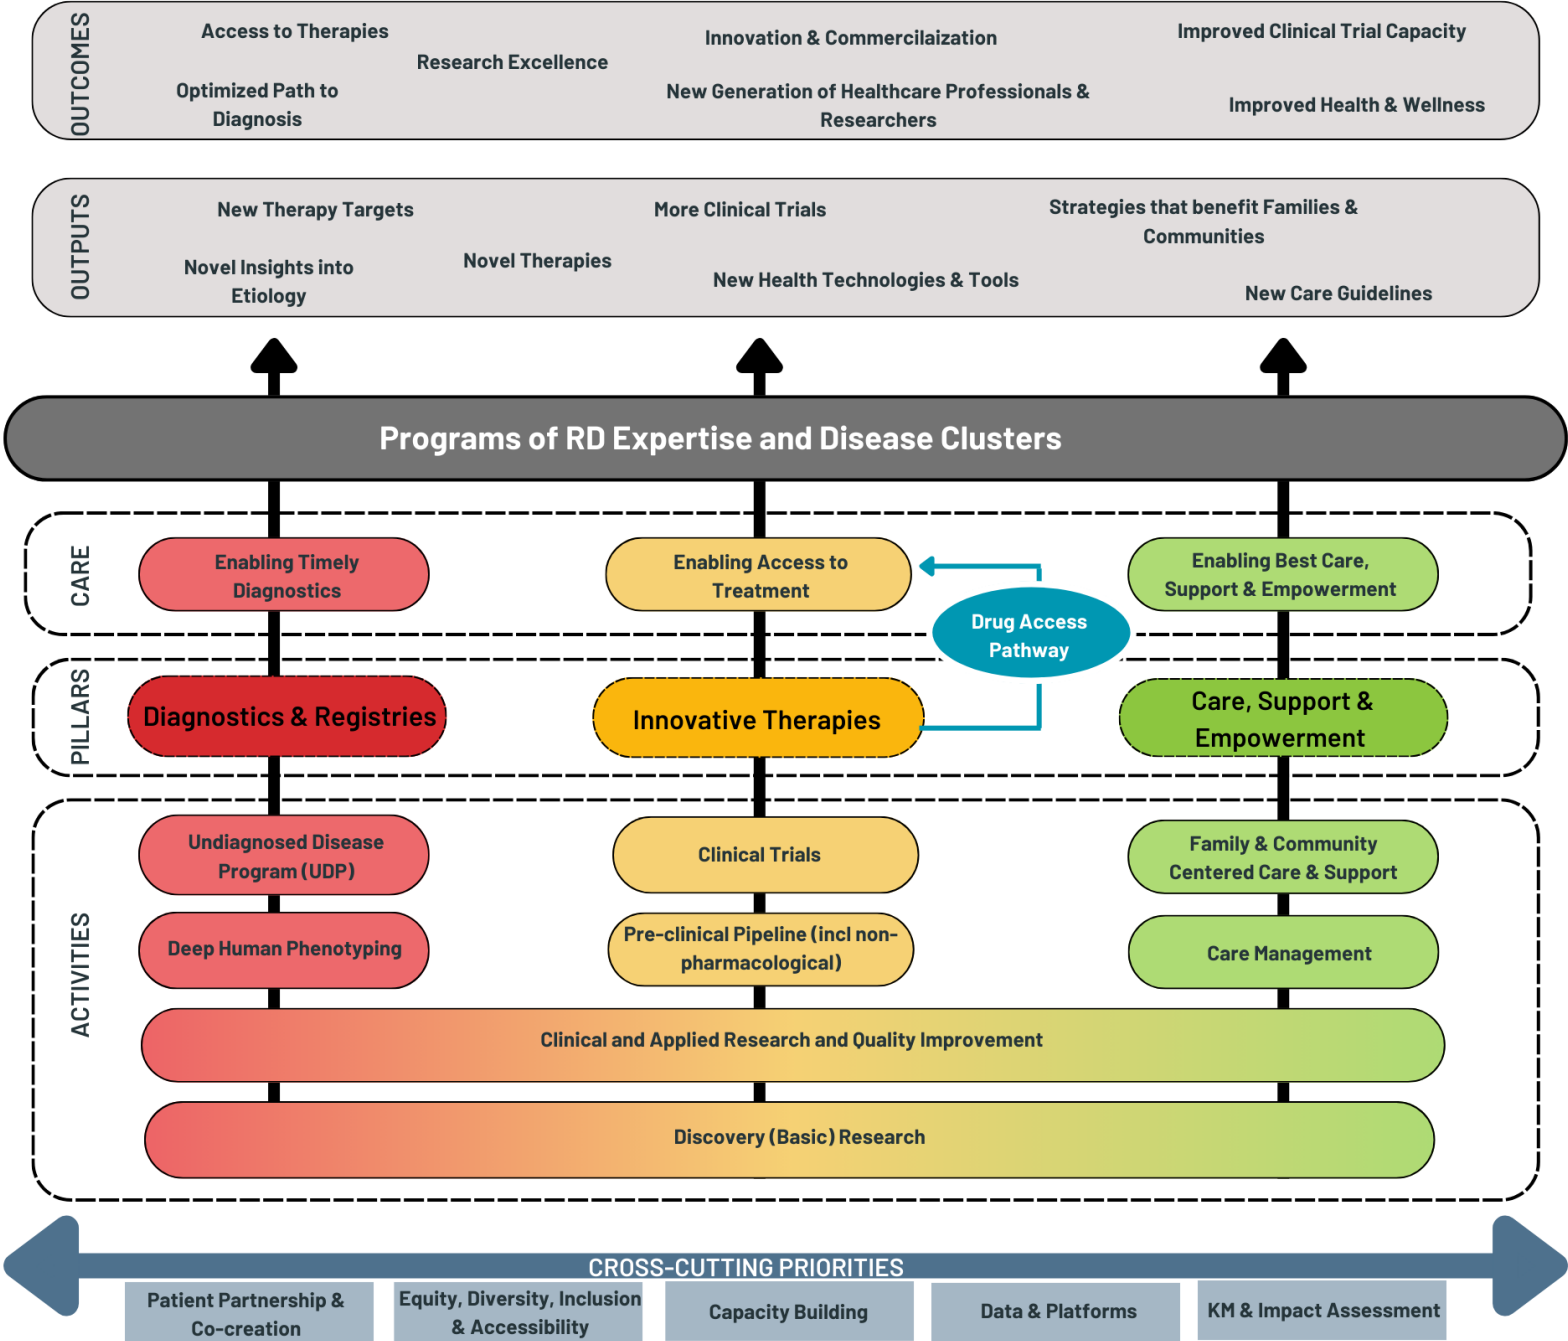 OUTCOMES
Access to Therapies
Research Excellence
Optimized Path to
Diagnosis
Innovation & Commercilaization
New Generation of Healthcare Professionals &
Researchers
Improved Clinical Trial Capacity
Improved Health & Wellness
OUTPUTS
New Therapy Targets
Novel Insights into
Etiology
Novel Therapies
More Clinical Trials
New Health Technologies & Tools
Strategies that benefit Families &
Communities
New Care Guidelines
Programs of RD Expertise and Disease Clusters
CARE
Enabling Timely
Diagnostics
Enabling Access to
Treatment
Drug Access
Pathway
Enabling Best Care,
Support & Empowerment
PILLARS
Diagnostics & Registries
Innovative Therapies
Care, Support &
Empowerment
ACTIVITIES
Undiagnosed Disease
Program (UDP)
Clinical Trials
Family & Community
Centered Care & Support
Deep Human Phenotyping
Pre-clinical Pipeline (incl non-
pharmacological)
Care Management
Clinical and Applied Research and Quality Improvement
Discovery (Basic) Research
CROSS-CUTTING PRIORITIES
Patient Partnership &
Co-creation
Equity, Diversity, Inclusion
& Accessibility
Capacity Building
Data & Platforms
KM & Impact Assessment